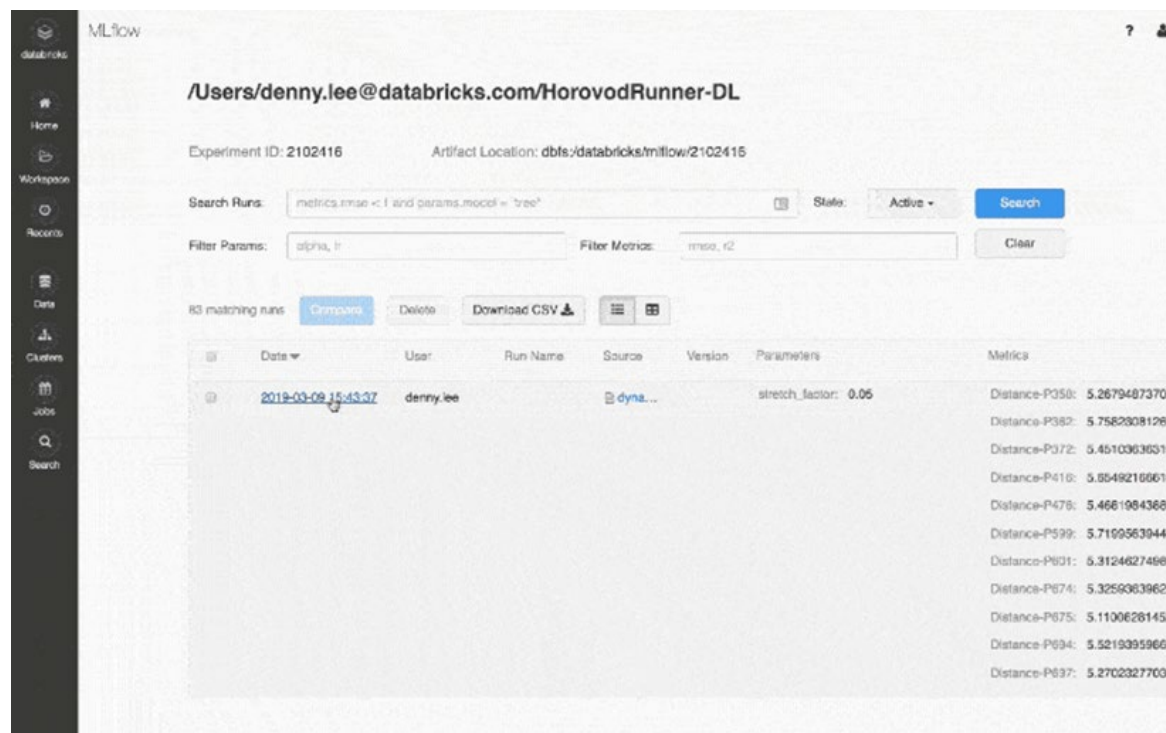 MLflow
?
databricks
/Users/denny.lee@databricks.com/HorovodRunner-DL
Home
Experiment ID: 2102416 Artifact Location: dbfs:/databricks/mlflow/2102416
Workspace
Search Runs: metrics.rmse < 1 and params.model = "tree" State: Active Search
Recents
Filter Params: alpha, lr Filter Metrics: rmse, r2 Clear
Data
83 matching runs Compare Delete Download CSV
Clusters
Date User Run Name Source Version Parameters Metrics
Jobs
2019-03-09 15:43:37 denny.lee dyna... stretch_factor: 0.05 Distance-P358: 5.2679487370
Distance-P382: 5.7582308126
Search
Distance-P372: 5.4510363631
Distance-P416: 5.6549216661
Distance-P476: 5.4661984366
Distance-P599: 5.7199563944
Distance-P601: 5.3124627498
Distance-P674: 5.3259363962
Distance-P675: 5.1100628145
Distance-P694: 5.5219395966
Distance-P697: 5.2702327703